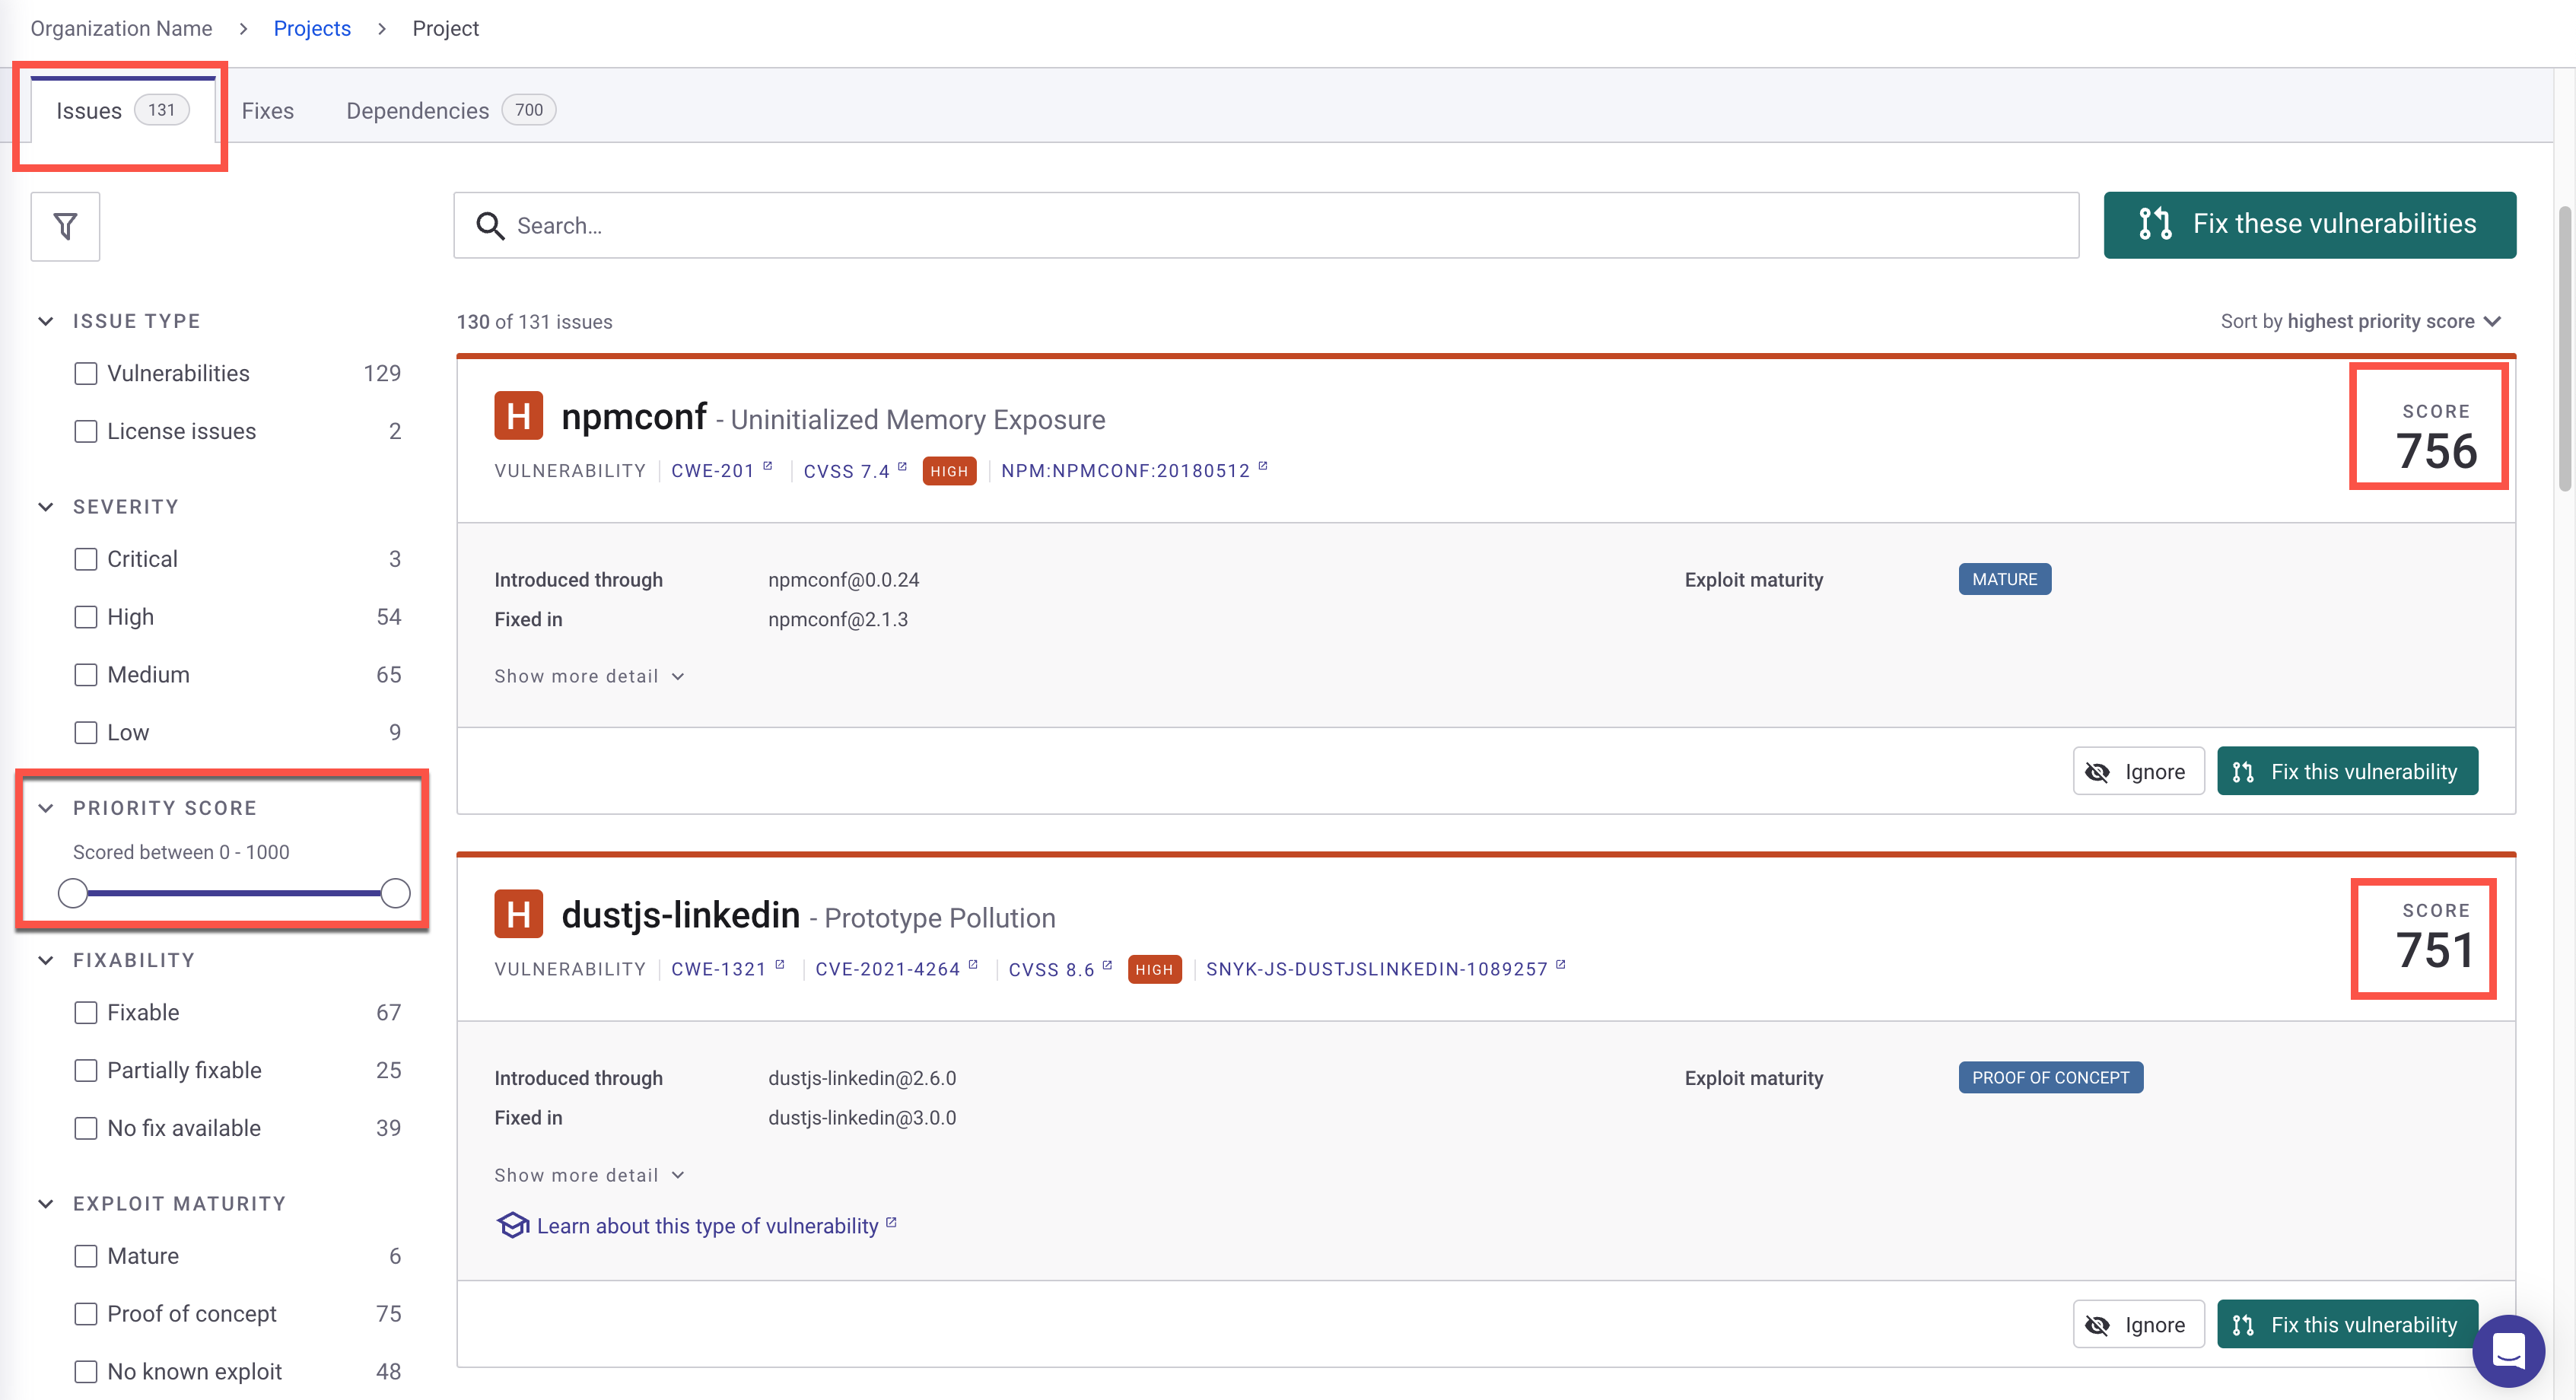 Organization Name > Projects > Project
Issues 131 Fixes Dependencies 700
Search...
Fix these vulnerabilities
ISSUE TYPE
Vulnerabilities 129
License issues 2
SEVERITY
Critical 3
High 54
Medium 65
Low 9
PRIORITY SCORE
Scored between 0 - 1000
FIXABILITY
Fixable 67
Partially fixable 25
No fix available 39
EXPLOIT MATURITY
Mature 6
Proof of concept 75
No known exploit 48
130 of 131 issues
Sort by highest priority score
H npmconf - Uninitialized Memory Exposure
VULNERABILITY | CWE-201 | CVSS 7.4 HIGH | NPM:NPMCONF:20180512
SCORE
756
Introduced through npmconf@0.0.24
Exploit maturity MATURE
Fixed in npmconf@2.1.3
Show more detail
Ignore Fix this vulnerability
H dustjs-linkedin - Prototype Pollution
VULNERABILITY | CWE-1321 | CVE-2021-4264 | CVSS 8.6 HIGH | SNYK-JS-DUSTJSLINKEDIN-1089257
SCORE
751
Introduced through dustjs-linkedin@2.6.0
Exploit maturity PROOF OF CONCEPT
Fixed in dustjs-linkedin@3.0.0
Show more detail
Learn about this type of vulnerability
Ignore Fix this vulnerability